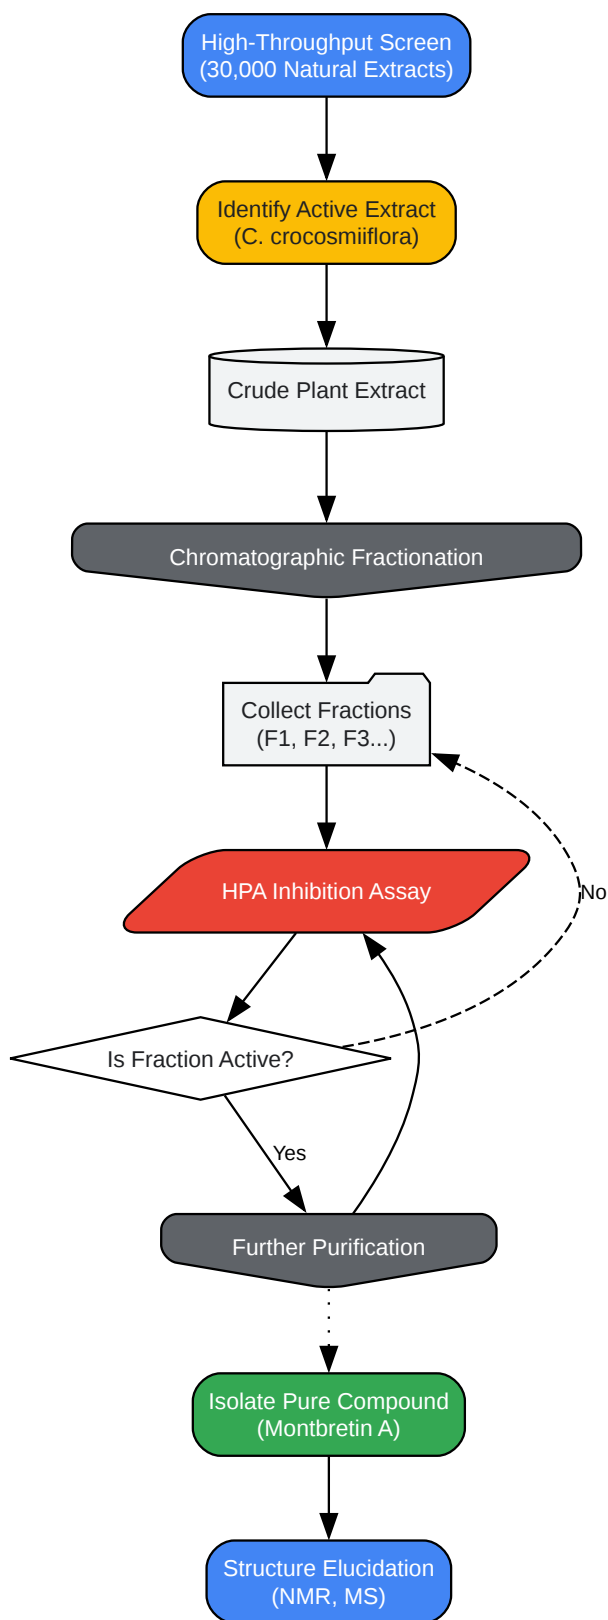 High-Throughput Screen
(30,000 Natural Extracts)
Identify Active Extract
(C. crocosmiiflora)
Crude Plant Extract
Chromatographic Fractionation
Collect Fractions
(F1, F2, F3...)
HPA Inhibition Assay
No
Is Fraction Active?
Yes
Further Purification
Isolate Pure Compound
(Montbretin A)
Structure Elucidation
(NMR, MS)